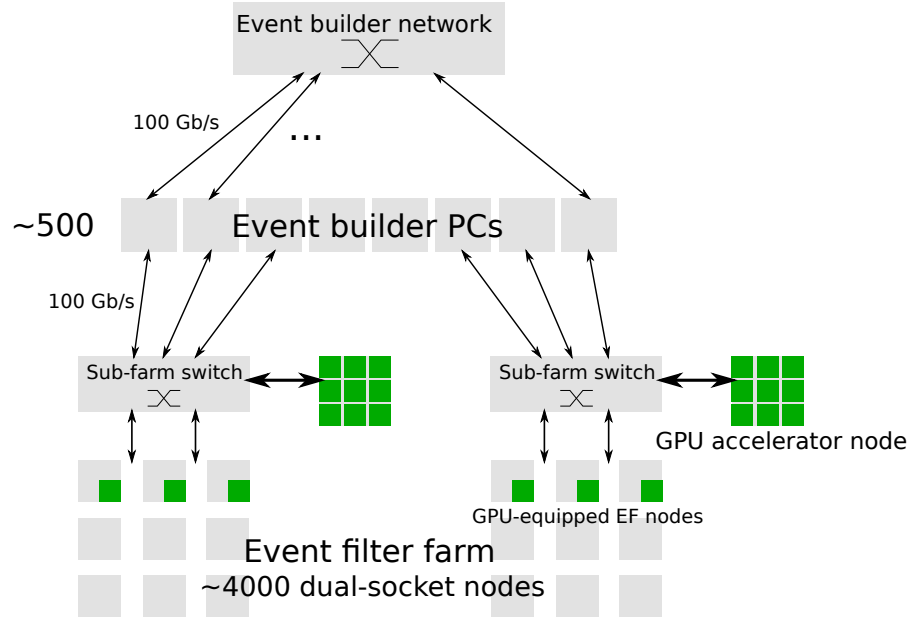 Event builder network
100 Gb/s
...
~500
Event builder PCs
100 Gb/s
Sub-farm switch
Sub-farm switch
GPU accelerator node
GPU-equipped EF nodes
Event filter farm
~4000 dual-socket nodes